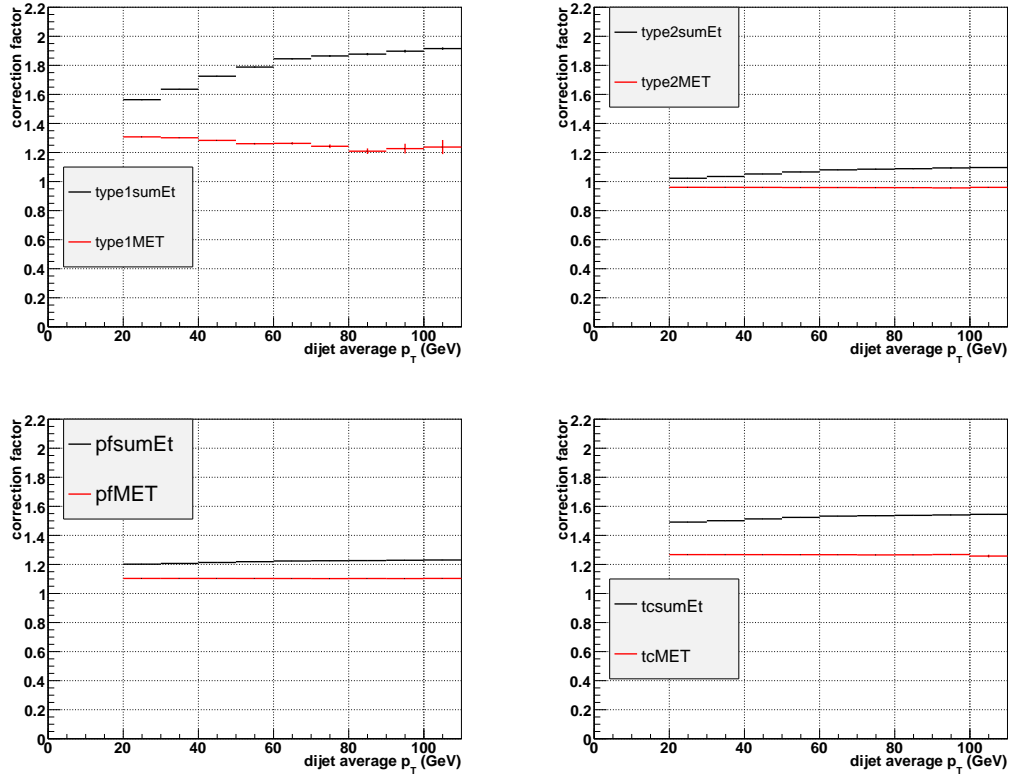 correction factor
2.2
2
1.8
1.6
1.4
1.2
1
0.8
0.6
0.4
0.2
0
type1sumEt
type1MET
0 20 40 60 80 100
dijet average p_T (GeV)
correction factor
2.2
2
1.8
1.6
1.4
1.2
1
0.8
0.6
0.4
0.2
0
type2sumEt
type2MET
0 20 40 60 80 100
dijet average p_T (GeV)
correction factor
2.2
2
1.8
1.6
1.4
1.2
1
0.8
0.6
0.4
0.2
0
pfsumEt
pfMET
0 20 40 60 80 100
dijet average p_T (GeV)
correction factor
2.2
2
1.8
1.6
1.4
1.2
1
0.8
0.6
0.4
0.2
0
tcsumEt
tcMET
0 20 40 60 80 100
dijet average p_T (GeV)